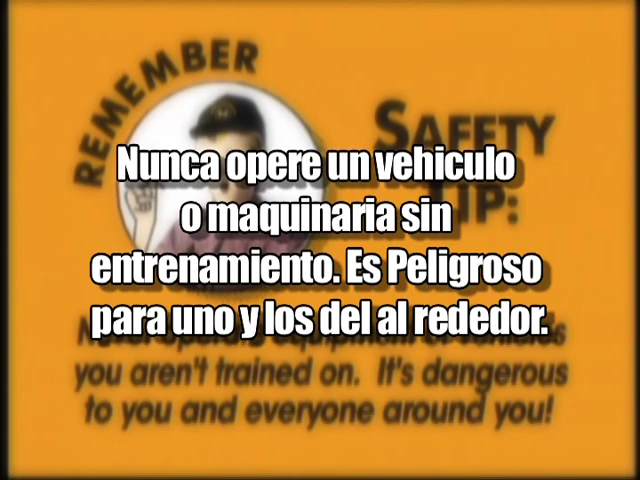 REMEMBER
SAFETY
TIP:
Nunca opere un vehiculo
o maquinaria sin
entrenamiento. Es Peligroso
para uno y los del al rededor.
you aren't trained on. It's dangerous
to you and everyone around you!